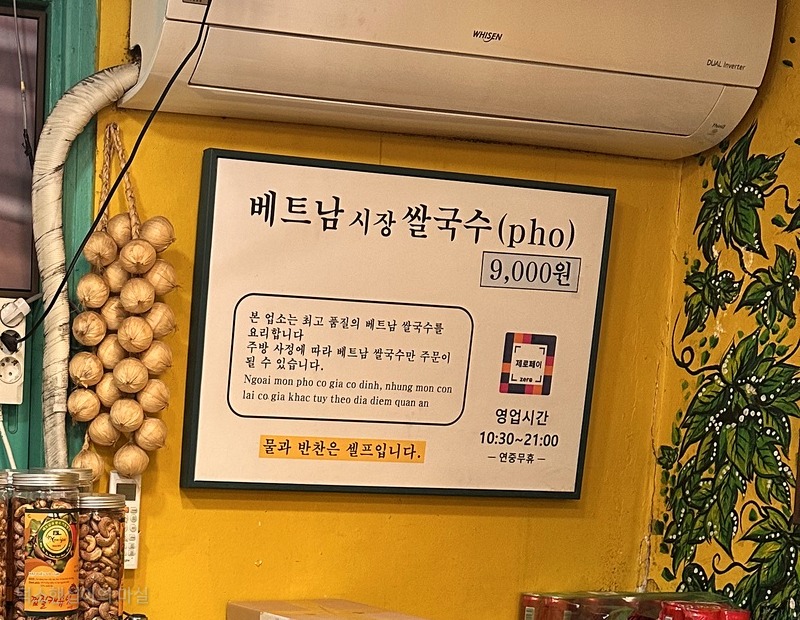 WHISEN
DUAL Inverter
베트남 시장 쌀국수 (pho)
9,000원
본 업소는 최고 품질의 베트남 쌀국수를
요리합니다
주방 사정에 따라 베트남 쌀국수만 주문이
될 수 있습니다.
Ngoai mon pho co gia co dinh, nhung mon con
lai co gia khac tuy theo dia diem quan an
제로페이
zero
영업시간
10:30~21:00
- 연중무휴 -
물과 반찬은 셀프입니다.